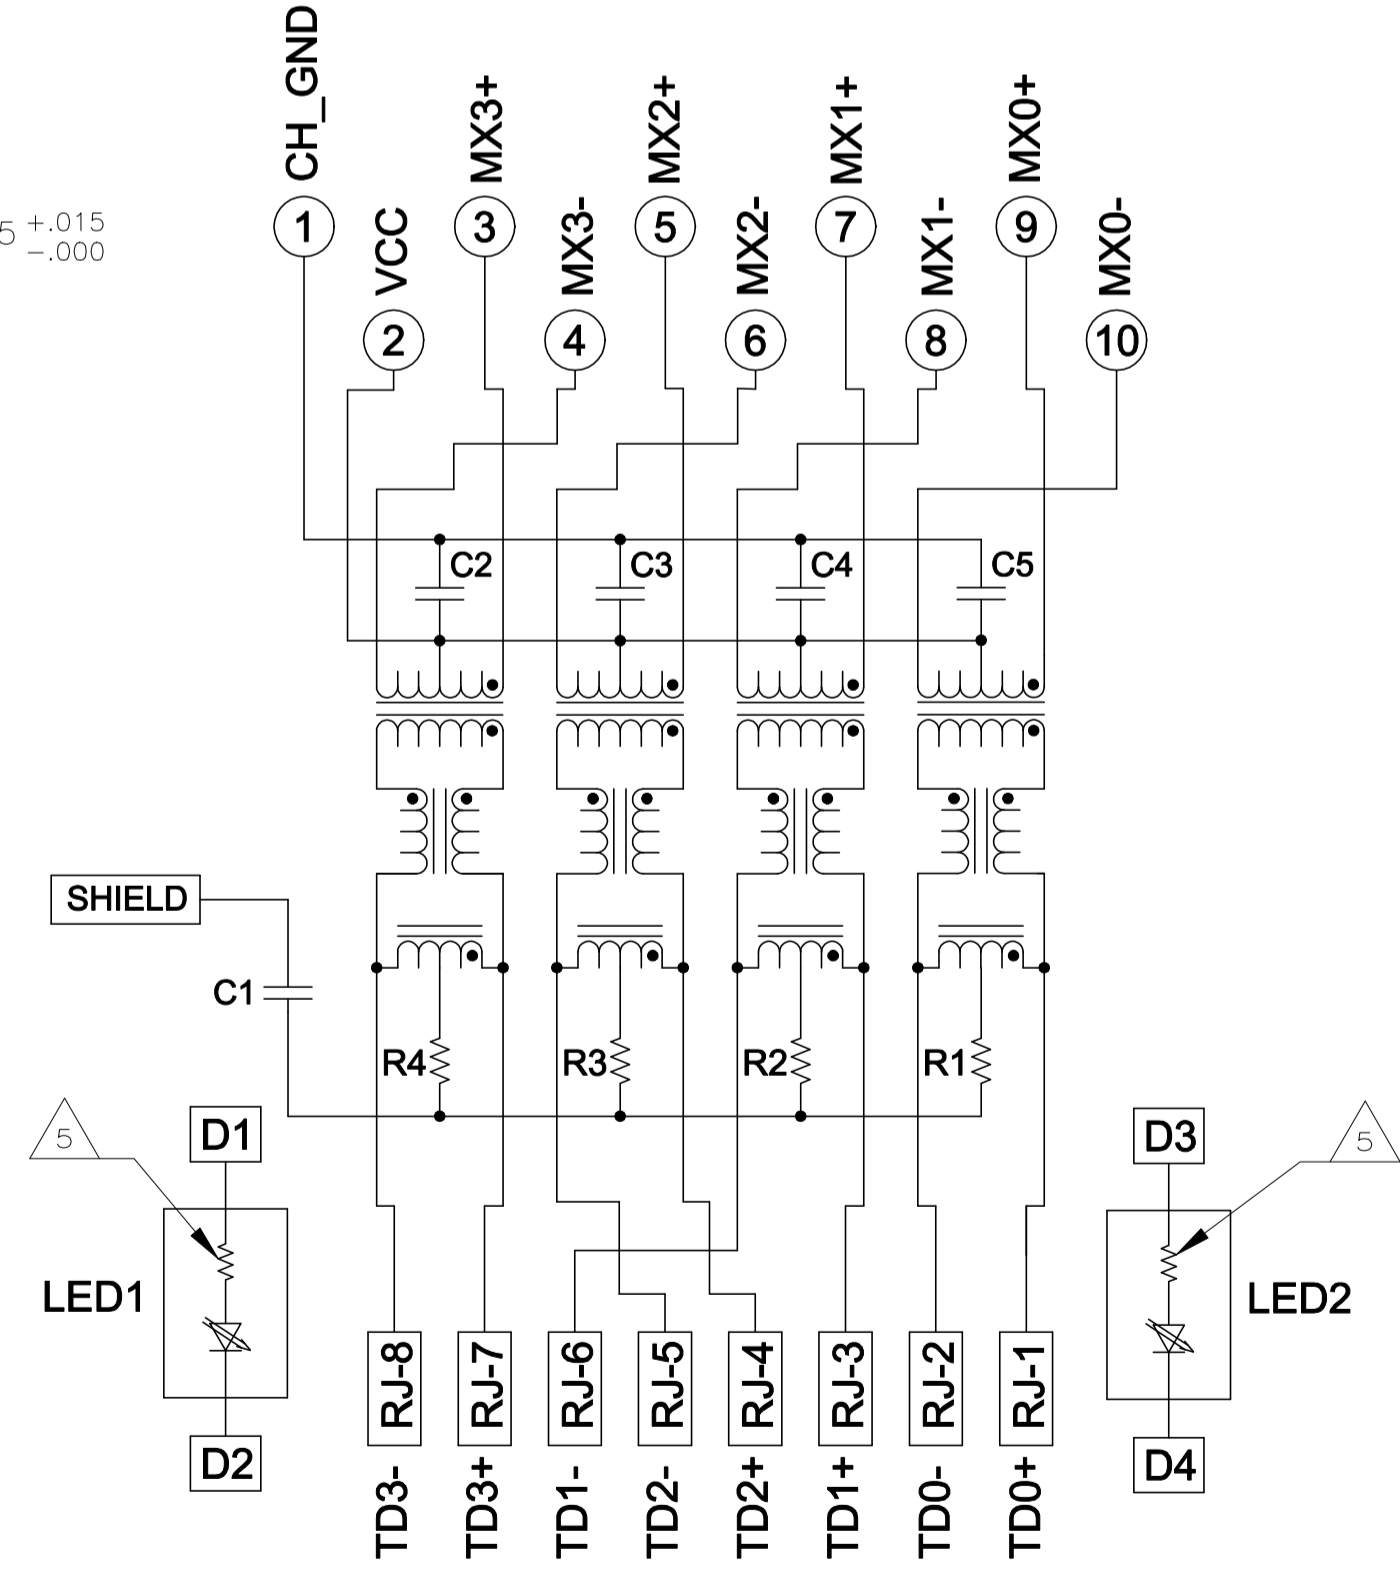 CH_GND
MX3+
MX2+
MX1+
MX0+
5 +.015
-.000
1
3
5
7
9
VCC
MX3-
MX2-
MX1-
MX0-
2
4
6
8
10
C2
C3
C4
C5
SHIELD
C1
R4
R3
R2
R1
5
D1
D3
5
LED1
LED2
RJ-8
RJ-7
RJ-6
RJ-5
RJ-4
RJ-3
RJ-2
RJ-1
D2
D4
TD3-
TD3+
TD1-
TD2-
TD2+
TD1+
TD0-
TD0+